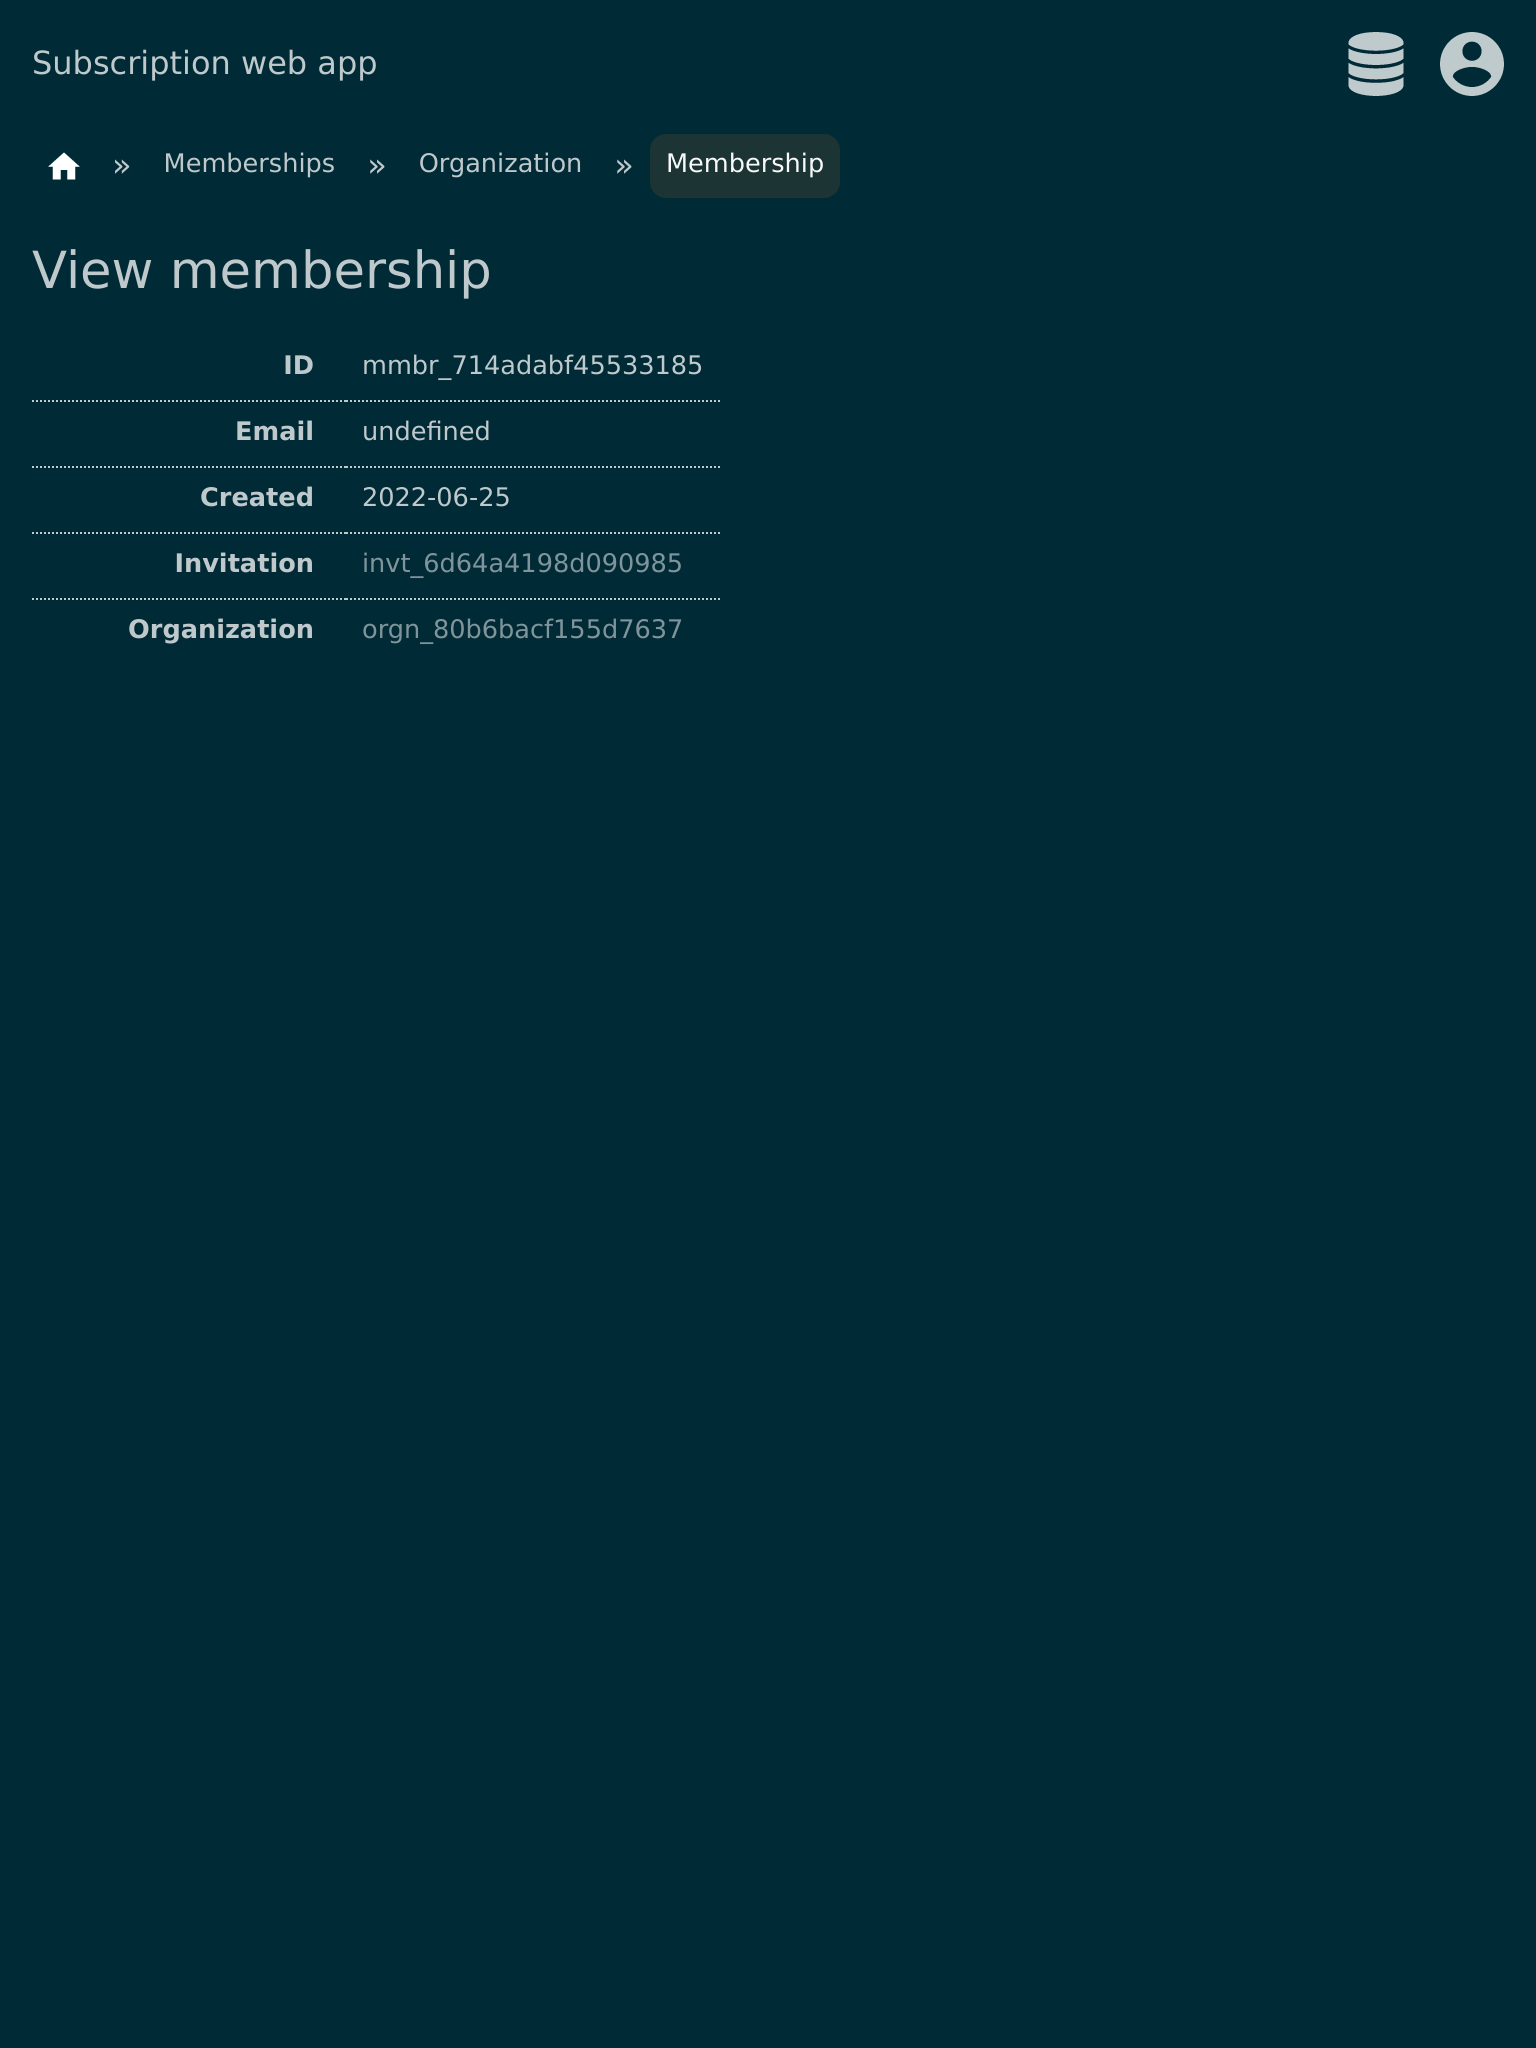 Subscription web app
» Memberships » Organization » Membership
View membership
ID mmbr_714adabf45533185
Email undefined
Created 2022-06-25
Invitation invt_6d64a4198d090985
Organization orgn_80b6bacf155d7637